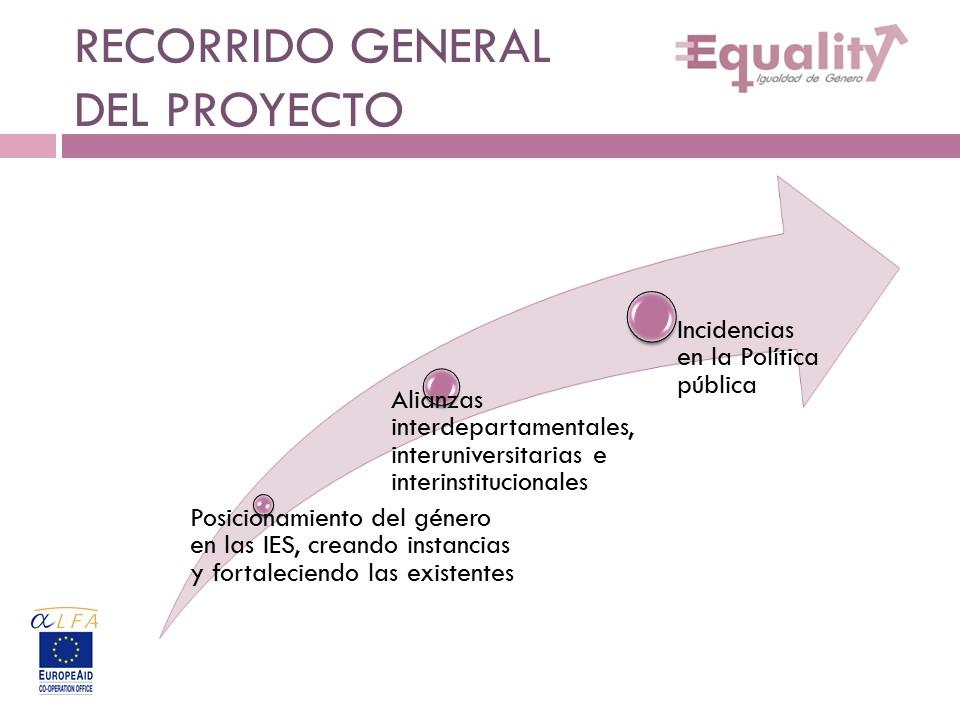 RECORRIDO GENERAL
DEL PROYECTO
Equality
Igualdad de Genero
Incidencias
en la Política
pública
Alianzas
interdepartamentales,
interuniversitarias e
interinstitucionales
Posicionamiento del género
en las IES, creando instancias
y fortaleciendo las existentes
αLFA
EUROPEAID
CO-OPERATION OFFICE